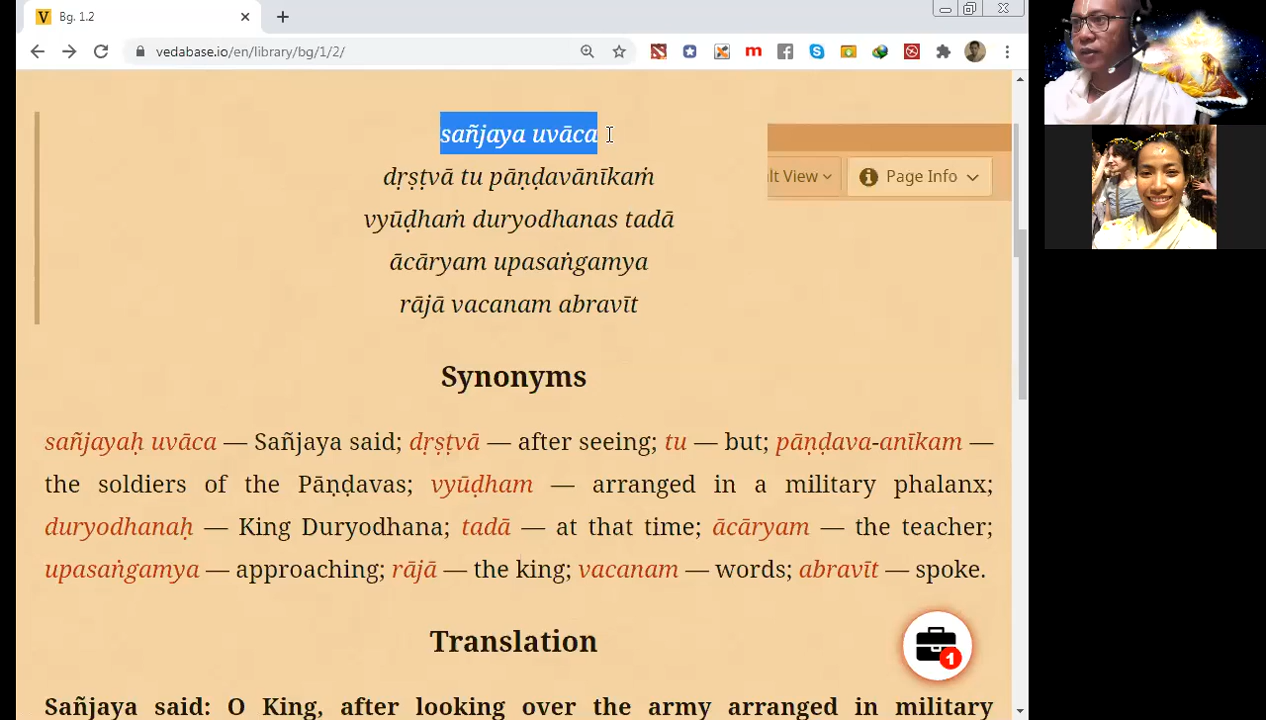 V Bg. 1.2
vedabase.io/en/library/bg/1/2/
sañjaya uvāca
dṛṣṭvā tu pāṇḍavānīkaṁ
lt View
Page Info
vyūḍhaṁ duryodhanas tadā
ācāryam upasaṅgamya
rājā vacanam abravīt
Synonyms
sañjayaḥ uvāca — Sañjaya said; dṛṣṭvā — after seeing; tu — but; pāṇḍava-anīkam —
the soldiers of the Pāṇḍavas; vyūḍham — arranged in a military phalanx;
duryodhanaḥ — King Duryodhana; tadā — at that time; ācāryam — the teacher;
upasaṅgamya — approaching; rājā — the king; vacanam — words; abravīt — spoke.
Translation
1
Sañjaya said: O King, after looking over the army arranged in military